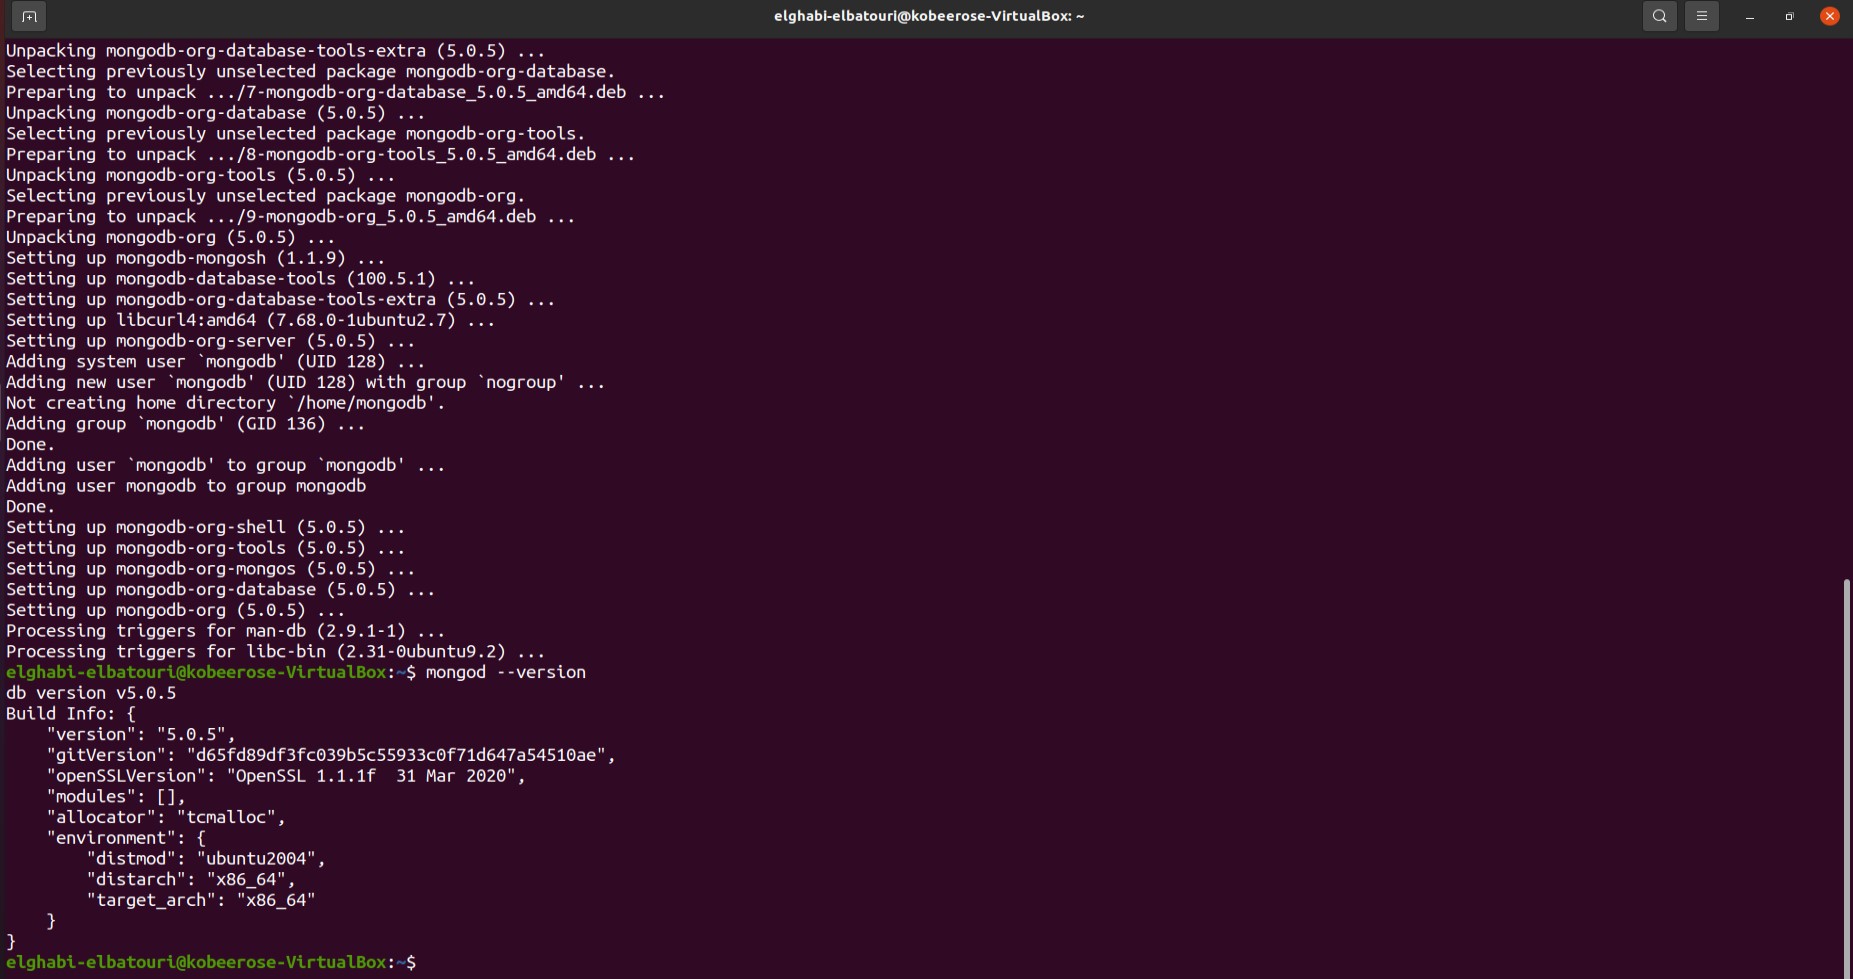 elghabi-elbatouri@kobeerose-VirtualBox: ~
Unpacking mongodb-org-database-tools-extra (5.0.5) ...
Selecting previously unselected package mongodb-org-database.
Preparing to unpack .../7-mongodb-org-database_5.0.5_amd64.deb ...
Unpacking mongodb-org-database (5.0.5) ...
Selecting previously unselected package mongodb-org-tools.
Preparing to unpack .../8-mongodb-org-tools_5.0.5_amd64.deb ...
Unpacking mongodb-org-tools (5.0.5) ...
Selecting previously unselected package mongodb-org.
Preparing to unpack .../9-mongodb-org_5.0.5_amd64.deb ...
Unpacking mongodb-org (5.0.5) ...
Setting up mongodb-mongosh (1.1.9) ...
Setting up mongodb-database-tools (100.5.1) ...
Setting up mongodb-org-database-tools-extra (5.0.5) ...
Setting up libcurl4:amd64 (7.68.0-1ubuntu2.7) ...
Setting up mongodb-org-server (5.0.5) ...
Adding system user `mongodb' (UID 128) ...
Adding new user `mongodb' (UID 128) with group `nogroup' ...
Not creating home directory `/home/mongodb'.
Adding group `mongodb' (GID 136) ...
Done.
Adding user `mongodb' to group `mongodb' ...
Adding user mongodb to group mongodb
Done.
Setting up mongodb-org-shell (5.0.5) ...
Setting up mongodb-org-tools (5.0.5) ...
Setting up mongodb-org-mongos (5.0.5) ...
Setting up mongodb-org-database (5.0.5) ...
Setting up mongodb-org (5.0.5) ...
Processing triggers for man-db (2.9.1-1) ...
Processing triggers for libc-bin (2.31-0ubuntu9.2) ...
elghabi-elbatouri@kobeerose-VirtualBox:~$ mongod --version
db version v5.0.5
Build Info: {
    "version": "5.0.5",
    "gitVersion": "d65fd89df3fc039b5c55933c0f71d647a54510ae",
    "openSSLVersion": "OpenSSL 1.1.1f  31 Mar 2020",
    "modules": [],
    "allocator": "tcmalloc",
    "environment": {
        "distmod": "ubuntu2004",
        "distarch": "x86_64",
        "target_arch": "x86_64"
    }
}
elghabi-elbatouri@kobeerose-VirtualBox:~$